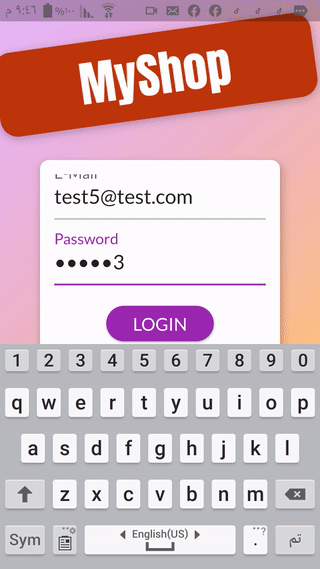 ٩:٤٦ م ١٠٠%
MyShop
E-Mail
test5@test.com
Password
●●●●●3
LOGIN
1 2 3 4 5 6 7 8 9 0
q w e r t y u i o p
a s d f g h j k l
z x c v b n m
Sym English(US) . ? تم